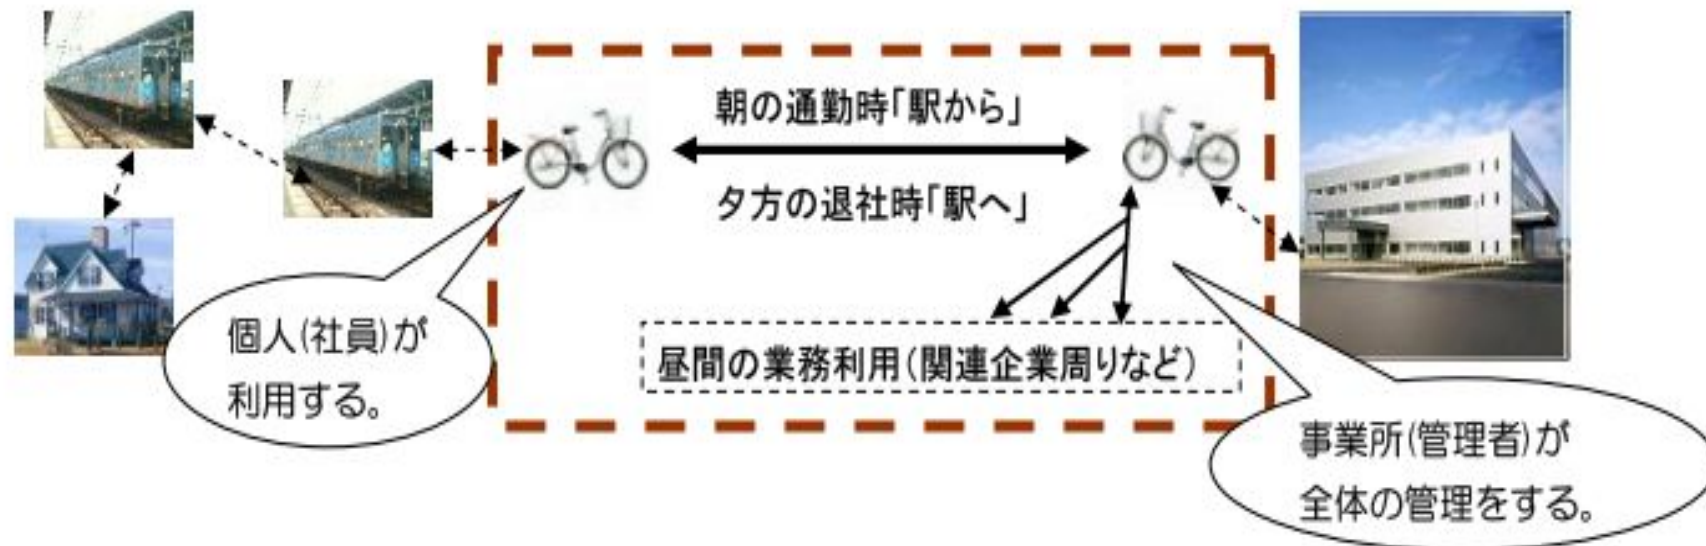 朝の通勤時「駅から」
夕方の退社時「駅へ」
個人(社員)が
利用する。
昼間の業務利用(関連企業周りなど)
事業所(管理者)が
全体の管理をする。